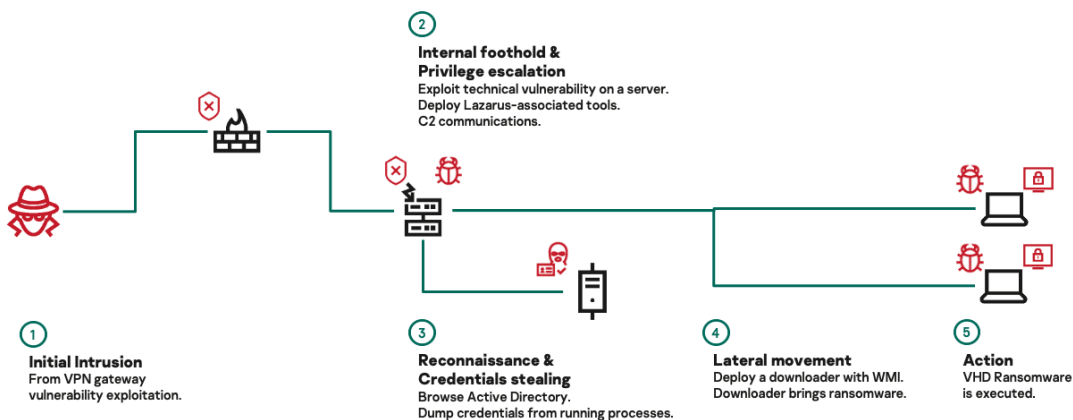 2
Internal foothold &
Privilege escalation
Exploit technical vulnerability on a server.
Deploy Lazarus-associated tools.
C2 communications.
1
Initial Intrusion
From VPN gateway
vulnerability exploitation.
3
Reconnaissance &
Credentials stealing
Browse Active Directory.
Dump credentials from running processes.
4
Lateral movement
Deploy a downloader with WMI.
Downloader brings ransomware.
5
Action
VHD Ransomware
is executed.